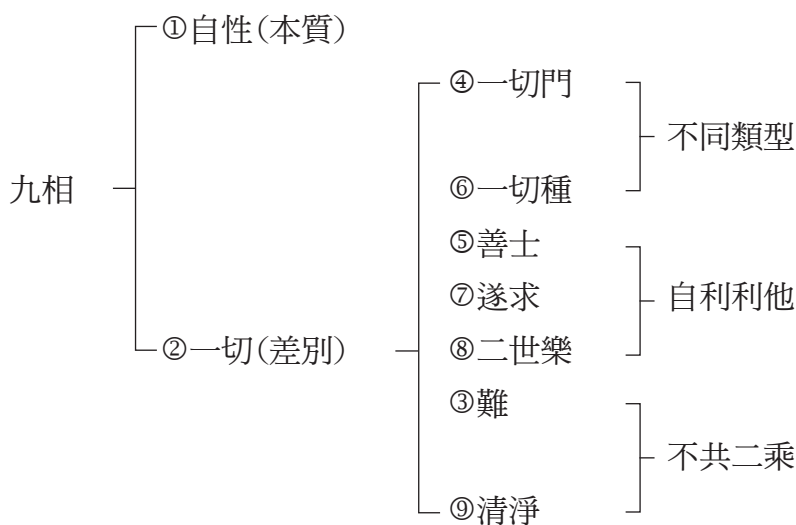 ①自性(本質)
④一切門
不同類型
九相
⑥一切種
⑤善士
⑦遂求
自利利他
②一切(差別)
⑧二世樂
③難
不共二乘
⑨清淨